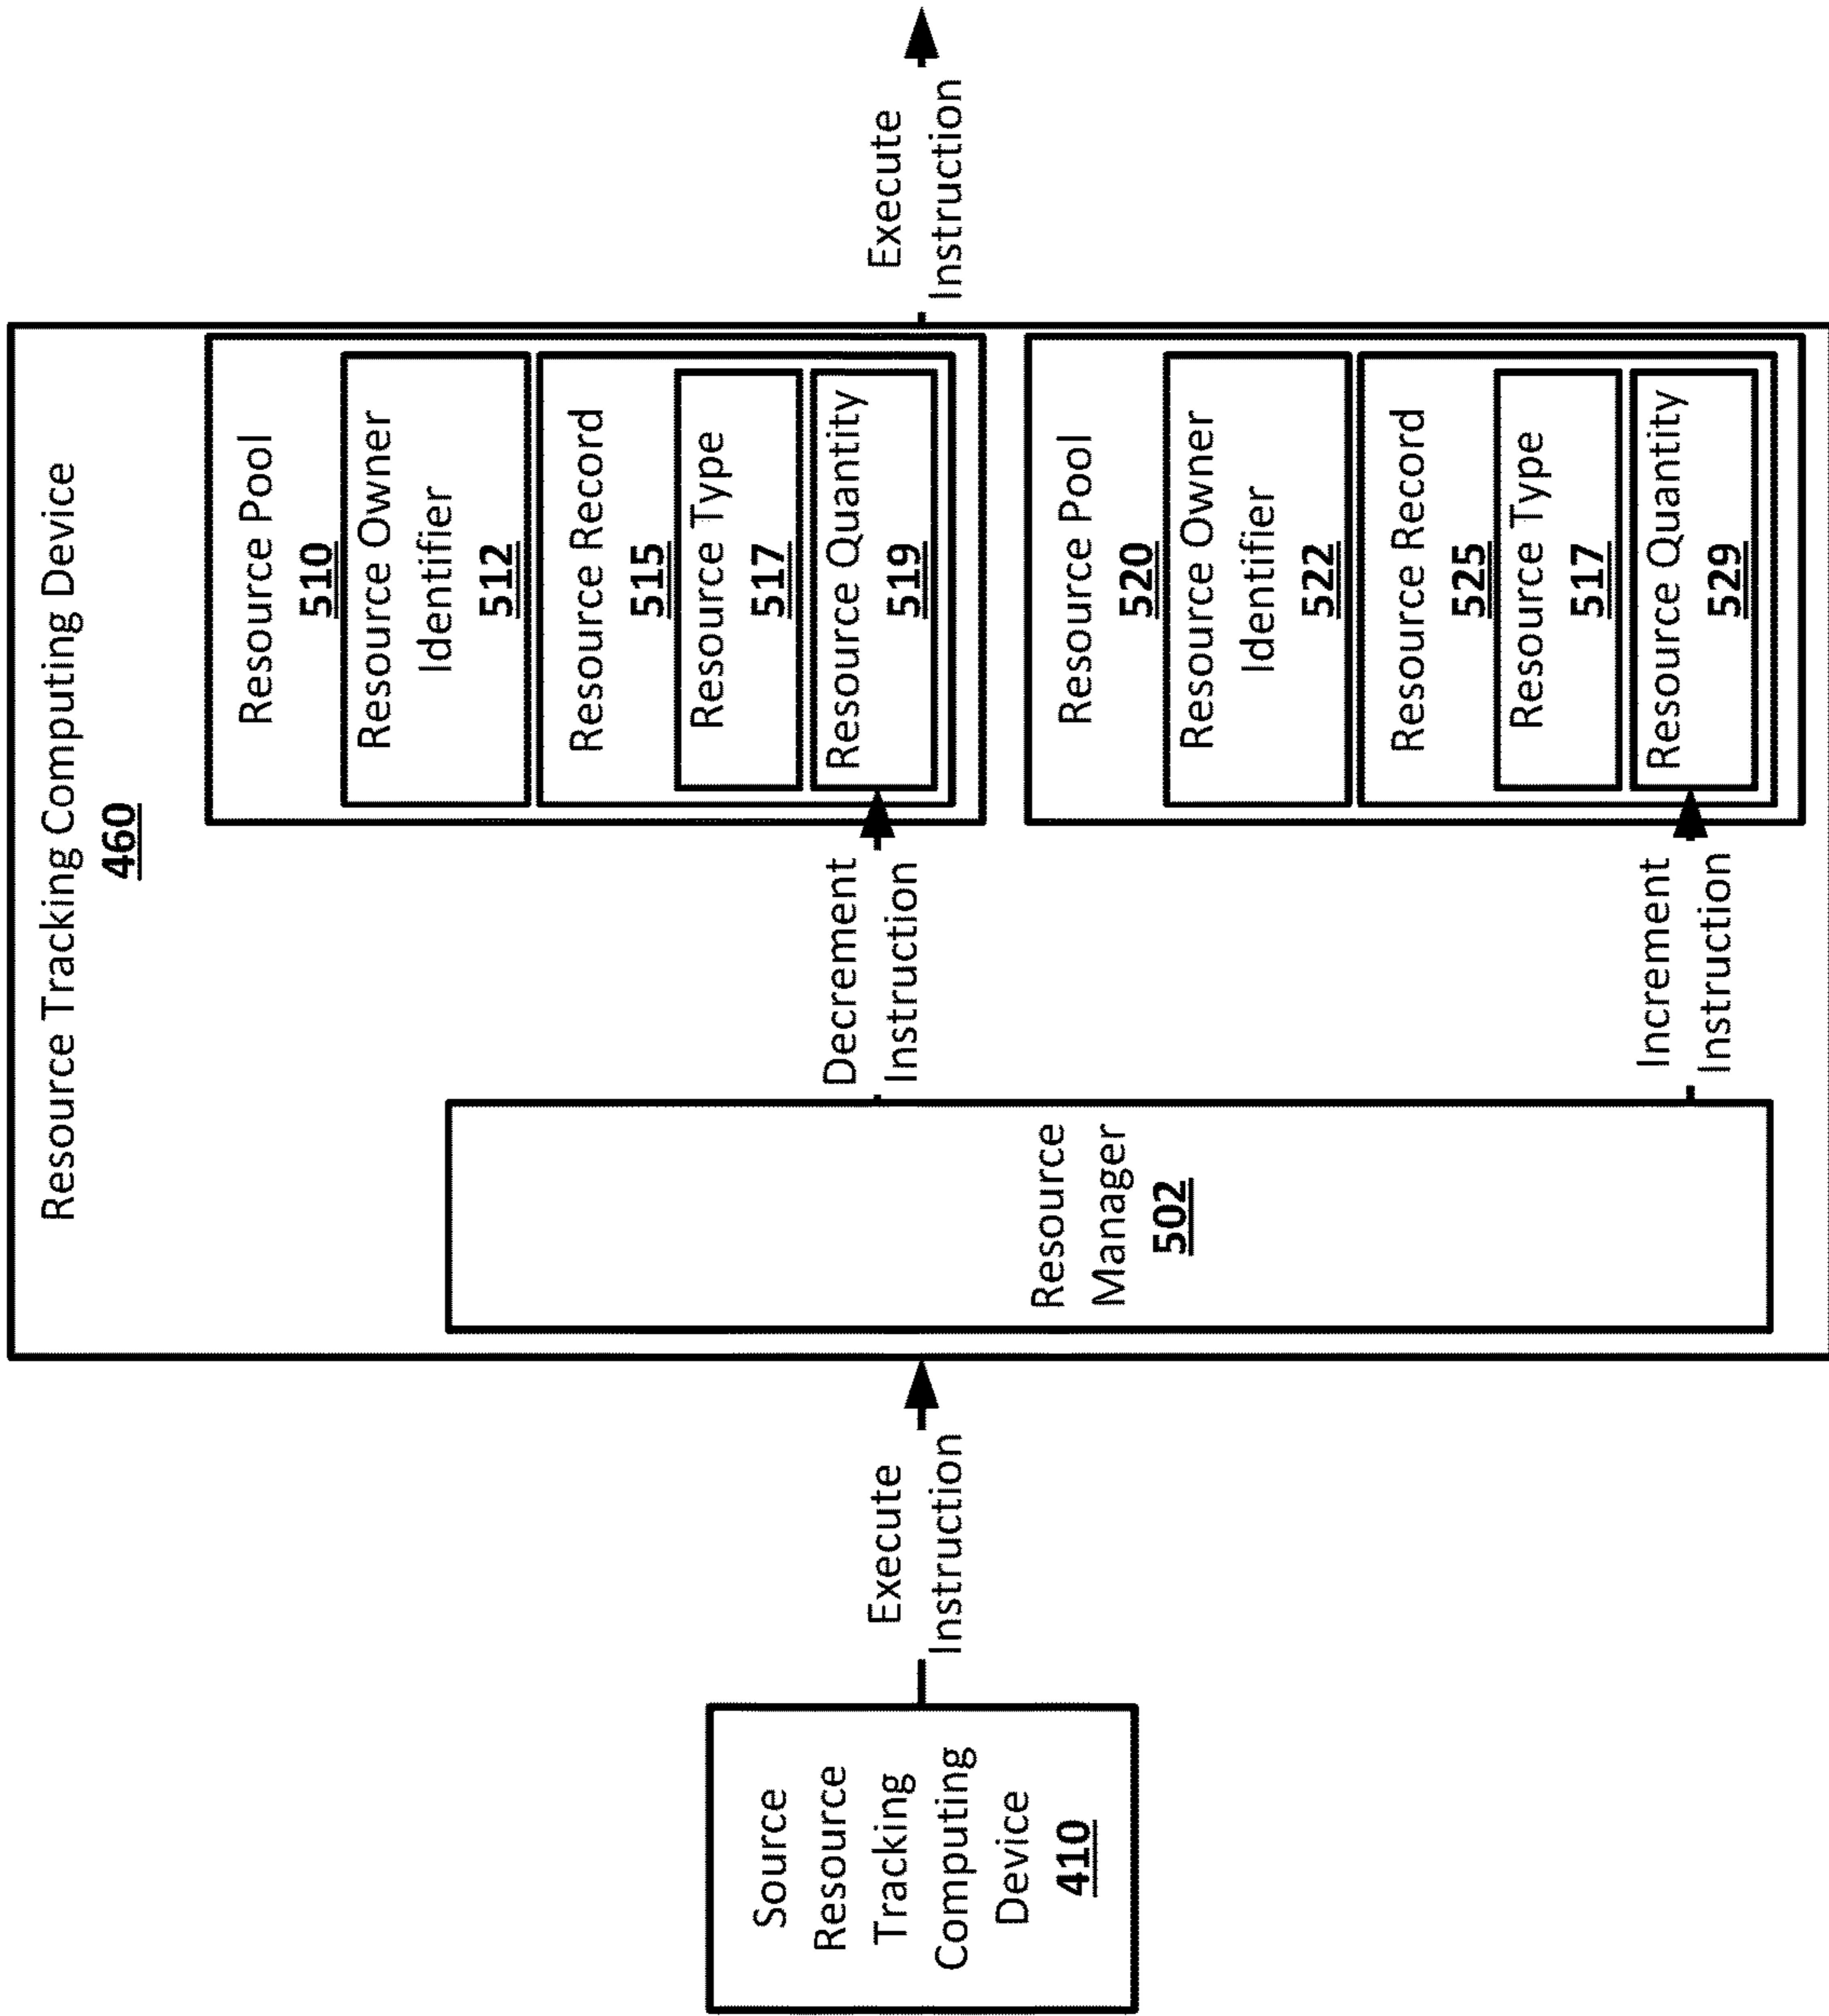 Resource Tracking Computing Device
460
Source
Resource
Tracking
Computing
Device
410
Execute
Instruction
Resource
Manager
502
Decrement
Instruction
Increment
Instruction
Resource Pool
510
Resource Owner
Identifier
512
Resource Record
515
Resource Type
517
Resource Quantity
519
Resource Pool
520
Resource Owner
Identifier
522
Resource Record
525
Resource Type
517
Resource Quantity
529
Execute
Instruction